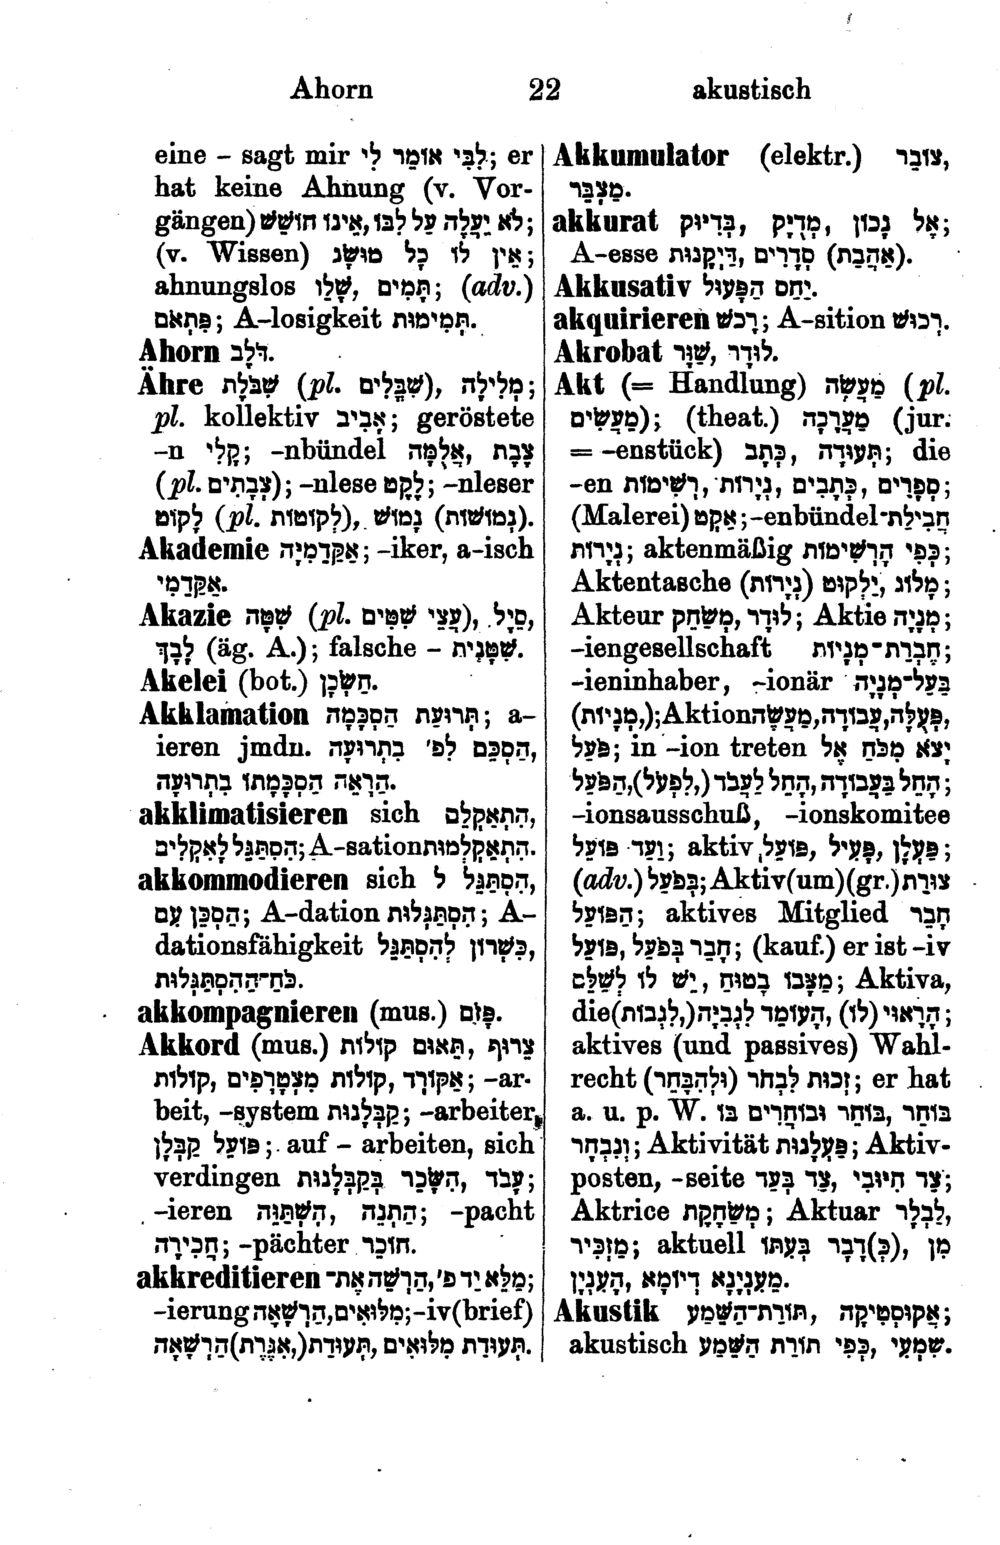 Ahorn 22 akustisch
eine – sagt mir לִבִּי אוֹמֵר לִי; er
hat keine Ahnung (v. Vor-
gängen) לֹא יַעֲלֶה עַל לִבּוֹ, אֵינוֹ חוֹשֵׁשׁ;
(v. Wissen) אֵין לוֹ כָל מוּשָׂג;
ahnungslos תָּמִים, שָׁלֵו; (adv.)
פִּתְאֹם; A-losigkeit תְּמִימוּת.
Ahorn דֹּלֶב.
Ähre שִׁבֹּלֶת (pl. שִׁבֳּלִים), מְלִילָה;
pl. kollektiv אָבִיב; geröstete
-n קָלִי; -nbündel אֲלֻמָּה, צֶבֶת
(pl. צְבָתִים); -nlese לֶקֶט; -nleser
לָקוֹט (pl. לְקוֹטוֹת), נָמוֹשׁ (נְמוֹשׁוֹת).
Akademie אֲקַדֵמִיָה; -iker, a-isch
אֲקַדֵמִי.
Akazie שִׁטָּה (pl. עֲצֵי שִׁטִּים), סְיָל,
לֶבֶךְ (äg. A.); falsche – שִׁטָּנִית.
Akelei (bot.) חַשְׁכָן.
Akklamation תְּרוּעַת הַסְכָּמָה; a-
ieren jmdn. הַסְכֵּם לִפ' בִּתְרוּעָה,
הַרְאֵה הַסְכָּמָתוֹ בִתְרוּעָה.
akklimatisieren sich הִתְאַקְלֵם,
הִסְתַּגֵּל לָאַקְלִים; A-sation הִתְאַקְלְמוּת.
akkommodieren sich הִסְתַּגֵּל ל,
הַסְכֵּן עִם; A-dation הִסְתַּגְּלוּת; A-
dationsfähigkeit כִּשְׁרוֹן לְהִסְתַּגֵּל,
כֹּחַ־הַהִסְתַּגְּלוּת.
akkompagnieren (mus.) פַּזֵּם.
Akkord (mus.) צֵרוּף, תְּאוּם קוֹלוֹת
קוֹלוֹת מִצְטָרְפִים, קוֹלוֹת, אַקּוֹרְד; -ar-
beit, -system קַבְּלָנוּת; -arbeiter,
פּוֹעֵל קַבְּלָן; auf – arbeiten, sich
verdingen עָבֹד, הִשָּׂכֵר בְּקַבְּלָנוּת;
-ieren הַתְנֵה, הִשְׁתַּוֵּה; -pacht
חֲכִירָה; -pächter חוֹכֵר.
akkreditieren מַלֵּא יַד פ', הַרְשֵׁה אֶת־;
-ierung מִלּוּאִים, הַרְשָׁאָה; -iv(brief)
תְּעוּדַת מִלּוּאִים, תְּעוּדַת (אִגֶּרֶת) הַרְשָׁאָה.
Akkumulator (elektr.) צוֹבֵר,
מַצְבֵּר.
akkurat אֶל נָכוֹן, מְדֻיָּק, בְּדִיּוּק;
A-esse דַּיְקָנוּת, (אַהֲבַת) סְדָרִים.
Akkusativ יַחַס הַפָּעוּל.
akquirieren רָכֹשׁ; A-sition רְכוּשׁ.
Akrobat לוּדָר, שַׁוָּר.
Akt (= Handlung) מַעֲשֶׂה (pl.
מַעֲשִׂים); (theat.) מַעֲרָכָה (jur.
= -enstück) תְּעוּדָה, כְּתָב; die
-en סְפָרִים, כְּתָבִים, נְיָרוֹת, רְשִׁימוֹת;
(Malerei) אַקְט; -enbündel חֲבִילַת־
נְיָרוֹת; aktenmäßig כְּפִי הָרְשִׁימוֹת;
Aktentasche יַלְקוּט (נְיָרוֹת), מָלוֹג;
Akteur לוּדָר, מְשַׂחֵק; Aktie מְנָיָה;
-iengesellschaft חֶבְרַת־מְנָיוֹת;
-ieninhaber, -ionär בַּעַל־מְנָיָה
(מְנָיוֹת); Aktion פְּעֻלָּה, עֲבוֹדָה, מַעֲשֶׂה,
פֹּעַל; in -ion treten יָצֹא מִכֹּחַ אֶל
הַפֹּעַל, הָחֵל לַעֲבֹד (לִפְעֹל), הָחֵל בַּעֲבוֹדָה;
-ionsausschuß, -ionskomitee
וַעַד פּוֹעֵל; aktiv פּוֹעֵל, פָּעִיל, פַּעֲלָן;
(adv.) בְּפֹעַל; Aktiv(um)(gr.) צוּרַת
הַפּוֹעֵל; aktives Mitglied חָבֵר
פּוֹעֵל, חָבֵר בְּפֹעַל; (kauf.) er ist -iv
מַצָּבוֹ בָטוּחַ, יֵשׁ לוֹ לְשַׁלֵּם; Aktiva,
die הָרָאוּי (לוֹ), הָעוֹמֵד לִגְבִיָּה (לִגְבוֹת);
aktives (und passives) Wahl-
recht זְכוּת לִבְחֹר (וּלְהִבָּחֵר); er hat
a. u. p. W. בּוֹחֵר, בּוֹחֵר וּבוֹחֲרִים בּוֹ
וְנִבְחָר; Aktivität פַּעֲלָנוּת; Aktiv-
posten, -seite צַד חִיּוּבִי, צַד בְּעַד;
Aktrice מְשַׂחֶקֶת; Aktuar לַבְלָר,
מַזְכִּיר; aktuell (כְּ)דָבָר בְּעִתּוֹ, מִן
הָעִנְיָן, מֵעִנְיָנָא דְיוֹמָא.
Akustik תּוֹרַת־הַשֵּׁמַע, אֲקוּסְטִיקָה;
akustisch שִׁמְעִי, כְּפִי תוֹרַת הַשֵּׁמַע.